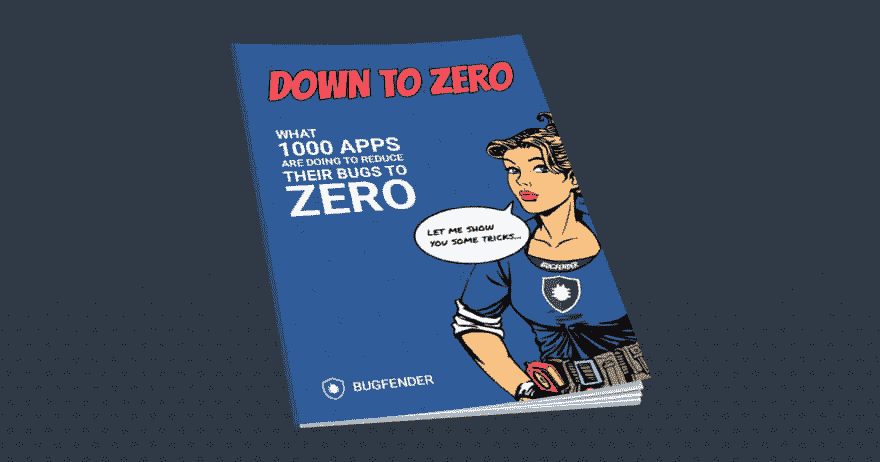 DOWN TO ZERO
WHAT
1000 APPS
ARE DOING TO REDUCE
THEIR BUGS TO
ZERO
LET ME SHOW
YOU SOME TRICKS...
BUGFENDER
BUGFENDER